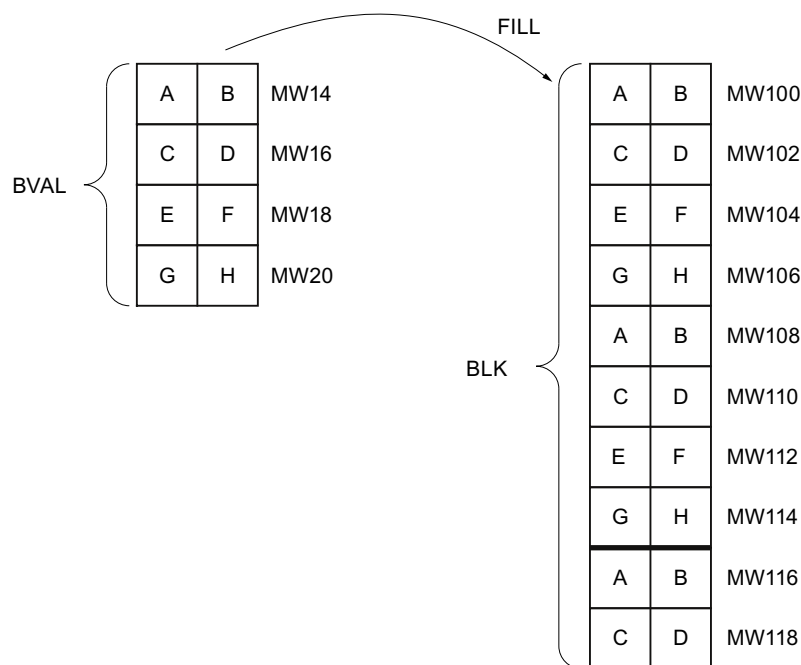 FILL
BVAL
A B MW14
C D MW16
E F MW18
G H MW20
BLK
A B MW100
C D MW102
E F MW104
G H MW106
A B MW108
C D MW110
E F MW112
G H MW114
A B MW116
C D MW118